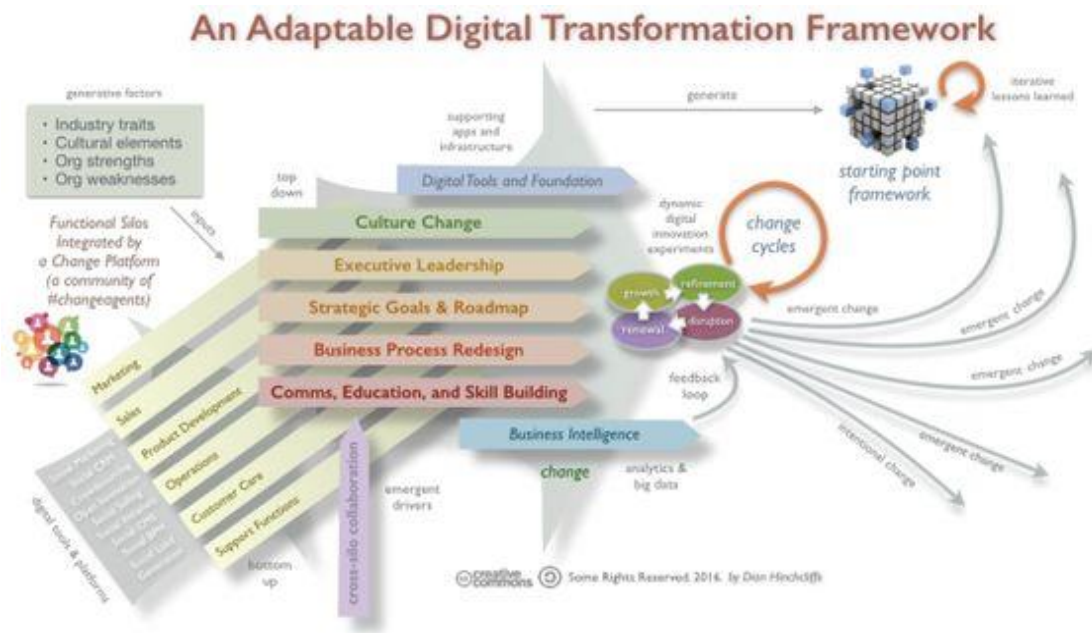 An Adaptable Digital Transformation Framework
generative factors
• Industry traits
• Cultural elements
• Org strengths
• Org weaknesses
inputs
Functional Silos
Integrated by
a Change Platform
(a community of
#changeagents)
top
down
supporting
apps and
infrastructure
Digital Tools and Foundation
Culture Change
Executive Leadership
Strategic Goals & Roadmap
Business Process Redesign
Comms, Education, and Skill Building
Business Intelligence
change
analytics &
big data
feedback
loop
Marketing
Sales
Product Development
Operations
Customer Care
Support Functions
digital tools & platforms
bottom
up
cross-silo collaboration
emergent
drivers
generate
iterative
lessons learned
starting point
framework
dynamic
digital
innovation
experiments
change
cycles
growth
refinement
renewal
disruption
emergent change
emergent change
emergent change
emergent change
intentional change
cc creative
commons
Some Rights Reserved. 2016. by Dion Hinchcliffe